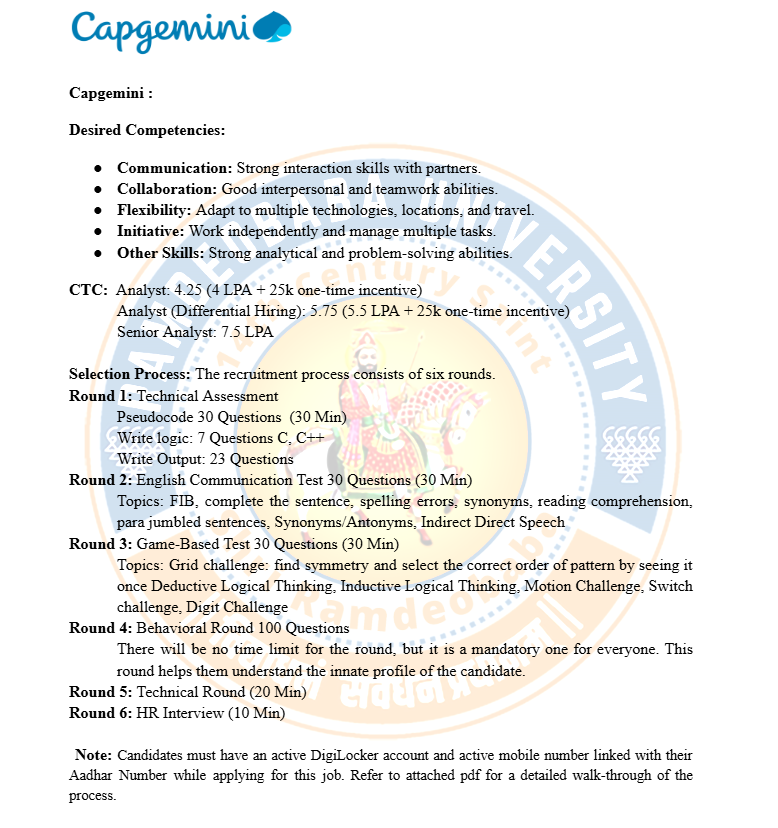 Capgemini
Capgemini :
Desired Competencies:
● Communication: Strong interaction skills with partners.
● Collaboration: Good interpersonal and teamwork abilities.
● Flexibility: Adapt to multiple technologies, locations, and travel.
● Initiative: Work independently and manage multiple tasks.
● Other Skills: Strong analytical and problem-solving abilities.
CTC: Analyst: 4.25 (4 LPA + 25k one-time incentive)
Analyst (Differential Hiring): 5.75 (5.5 LPA + 25k one-time incentive)
Senior Analyst: 7.5 LPA
Selection Process: The recruitment process consists of six rounds.
Round 1: Technical Assessment
Pseudocode 30 Questions (30 Min)
Write logic: 7 Questions C, C++
Write Output: 23 Questions
Round 2: English Communication Test 30 Questions (30 Min)
Topics: FIB, complete the sentence, spelling errors, synonyms, reading comprehension,
para jumbled sentences, Synonyms/Antonyms, Indirect Direct Speech
Round 3: Game-Based Test 30 Questions (30 Min)
Topics: Grid challenge: find symmetry and select the correct order of pattern by seeing it
once Deductive Logical Thinking, Inductive Logical Thinking, Motion Challenge, Switch
challenge, Digit Challenge
Round 4: Behavioral Round 100 Questions
There will be no time limit for the round, but it is a mandatory one for everyone. This
round helps them understand the innate profile of the candidate.
Round 5: Technical Round (20 Min)
Round 6: HR Interview (10 Min)
Note: Candidates must have an active DigiLocker account and active mobile number linked with their
Aadhar Number while applying for this job. Refer to attached pdf for a detailed walk-through of the
process.
RAMDEOBABA UNIVERSITY
14th Century Saint
Ramdeobaba